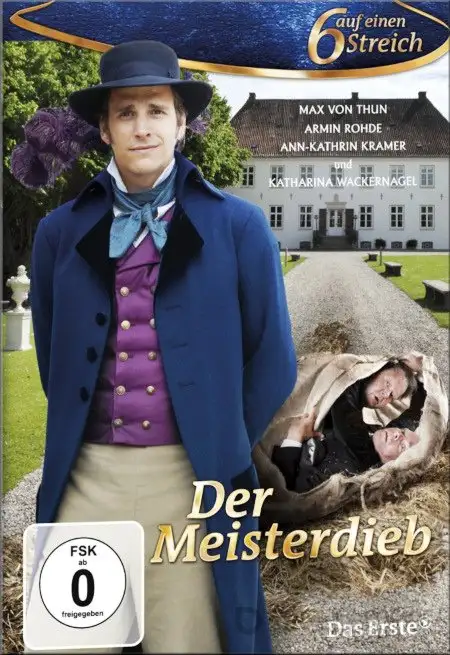 6 auf einen
Streich
MAX VON THUN
ARMIN ROHDE
ANN-KATHRIN KRAMER
und
KATHARINA WACKERNAGEL
Der
Meisterdieb
FSK
ab
0
freigegeben
Das Erste